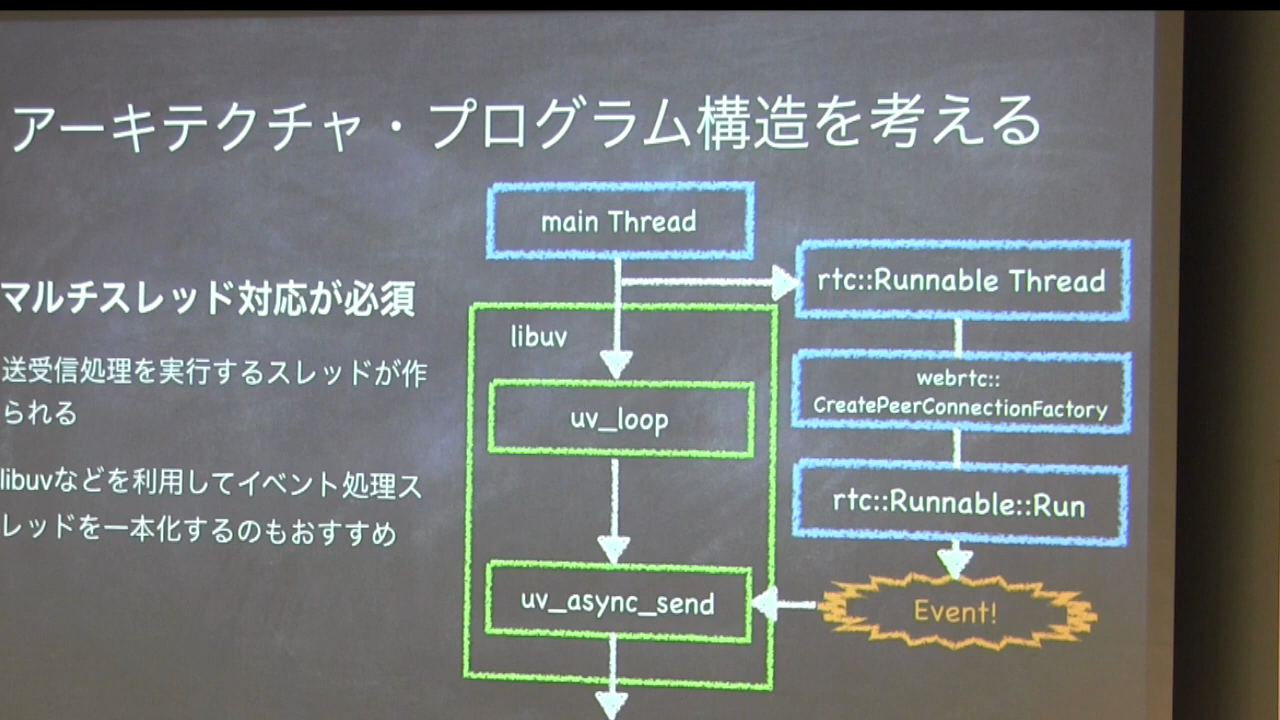 アーキテクチャ・プログラム構造を考える
マルチスレッド対応が必須
送受信処理を実行するスレッドが作
られる
libuvなどを利用してイベント処理ス
レッドを一本化するのもおすすめ
main Thread
libuv
uv_loop
uv_async_send
rtc::Runnable Thread
webrtc::
CreatePeerConnectionFactory
rtc::Runnable::Run
Event!